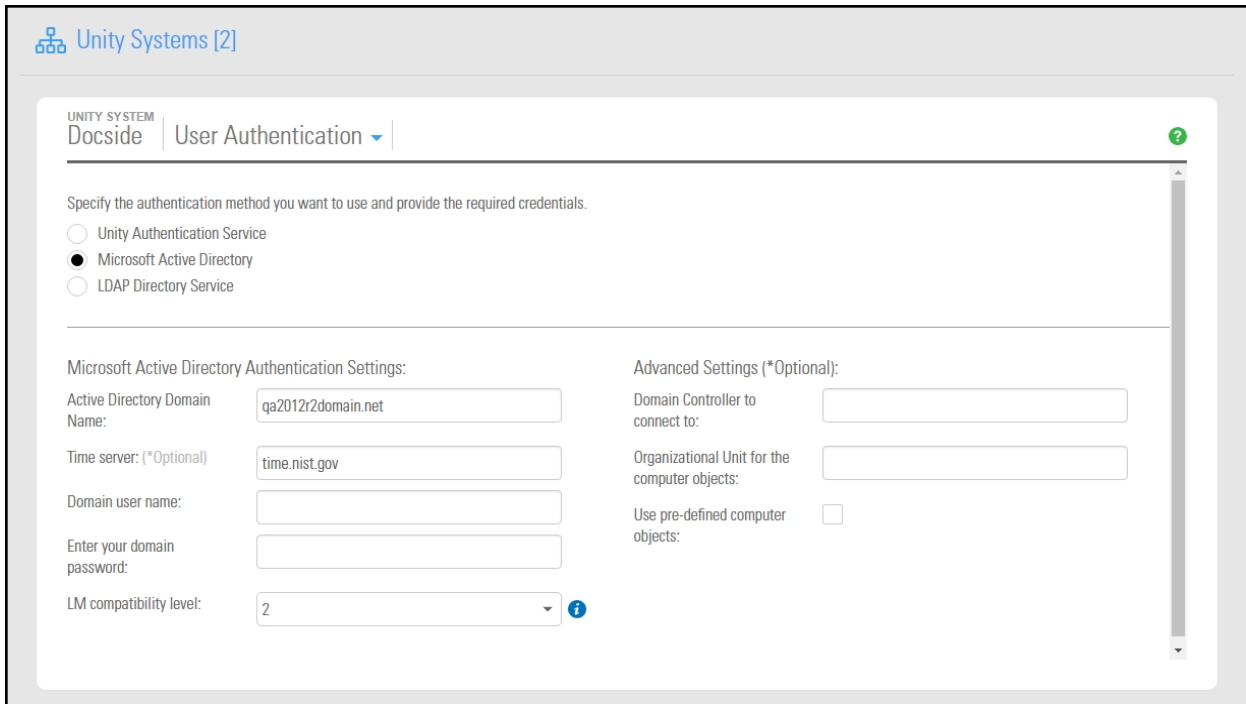 Unity Systems [2]
UNITY SYSTEM
Docside
User Authentication
?
Specify the authentication method you want to use and provide the required credentials.
Unity Authentication Service
Microsoft Active Directory
LDAP Directory Service
Microsoft Active Directory Authentication Settings:
Active Directory Domain
Name:
qa2012r2domain.net
Time server: (*Optional)
time.nist.gov
Domain user name:
Enter your domain
password:
LM compatibility level:
2
i
Advanced Settings (*Optional):
Domain Controller to
connect to:
Organizational Unit for the
computer objects:
Use pre-defined computer
objects: